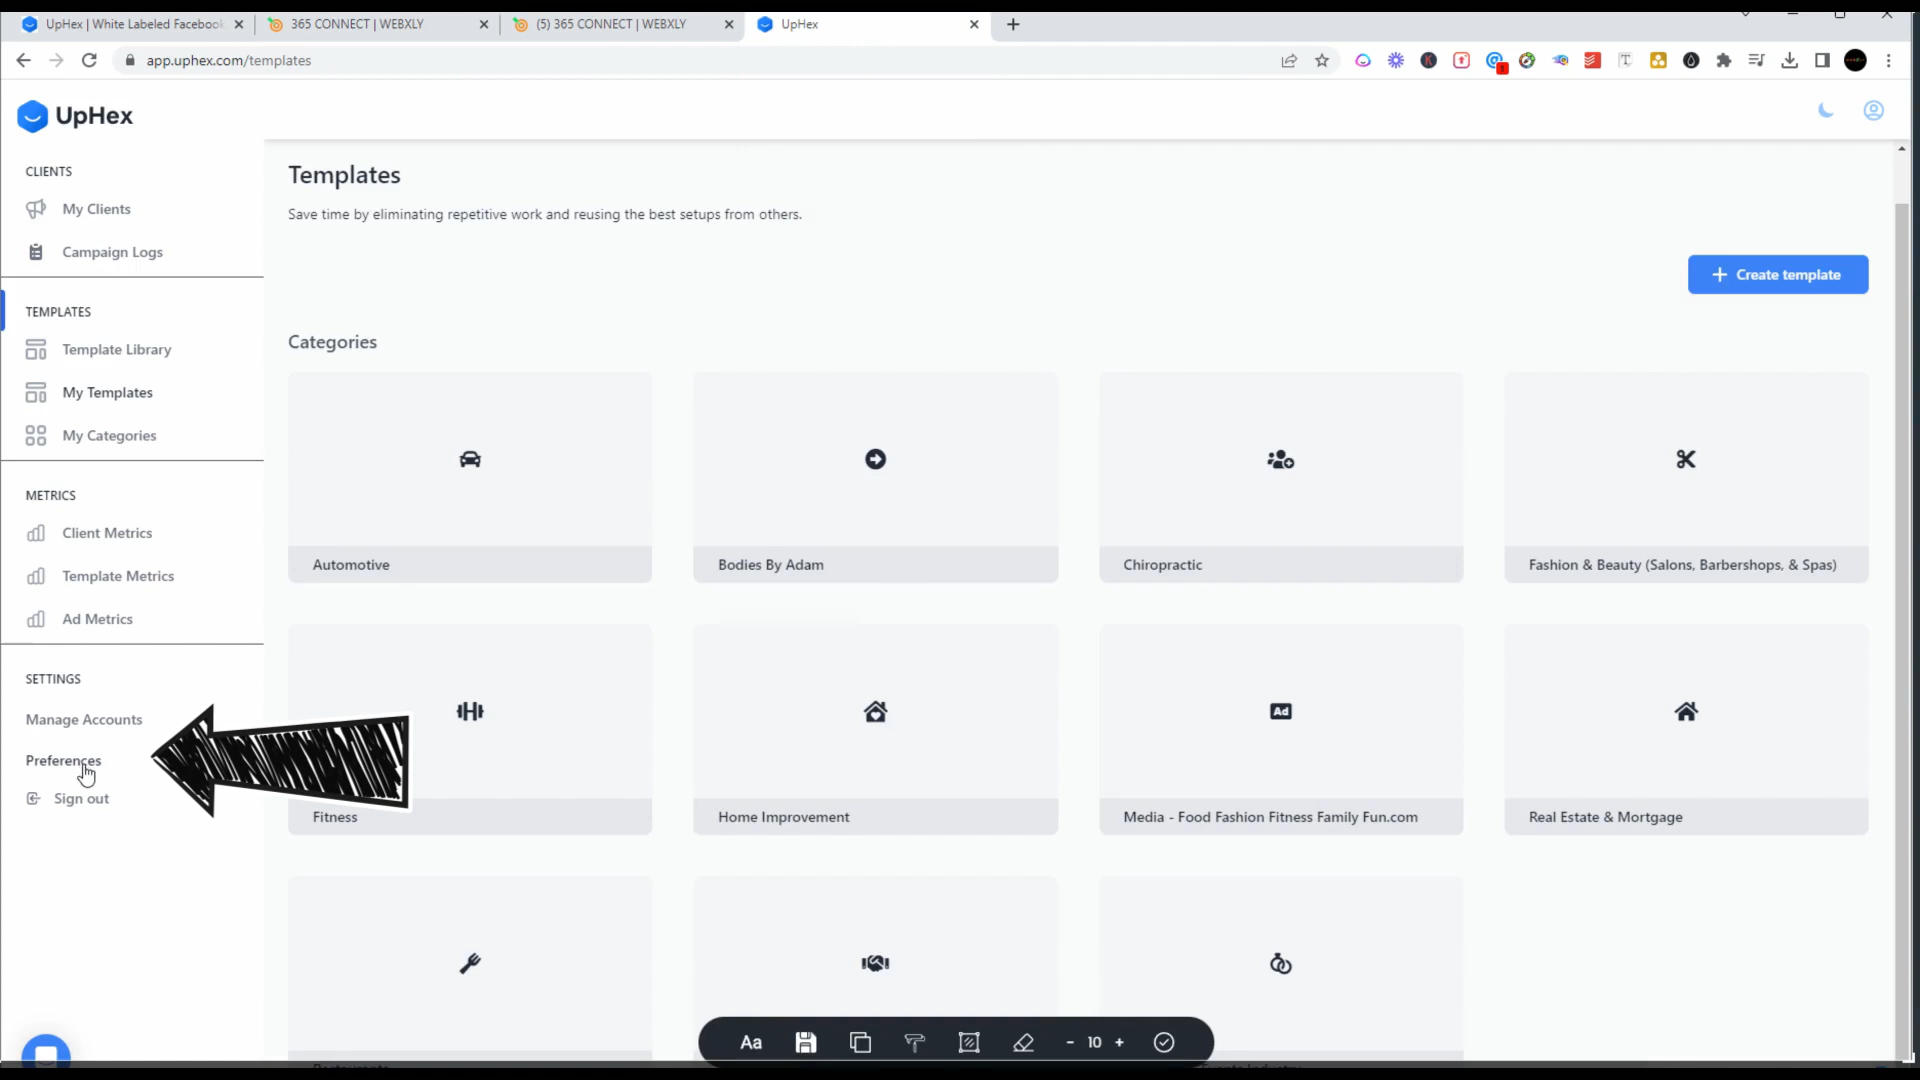 UpHex | White Labeled Facebook
365 CONNECT | WEBXLY
(5) 365 CONNECT | WEBXLY
UpHex
app.uphex.com/templates
UpHex
CLIENTS
My Clients
Campaign Logs
TEMPLATES
Template Library
My Templates
My Categories
METRICS
Client Metrics
Template Metrics
Ad Metrics
SETTINGS
Manage Accounts
Preferences
Sign out
Templates
Save time by eliminating repetitive work and reusing the best setups from others.
+ Create template
Categories
Automotive
Bodies By Adam
Chiropractic
Fashion & Beauty (Salons, Barbershops, & Spas)
Fitness
Home Improvement
Ad
Media - Food Fashion Fitness Family Fun.com
Real Estate & Mortgage
Aa
- 10 +